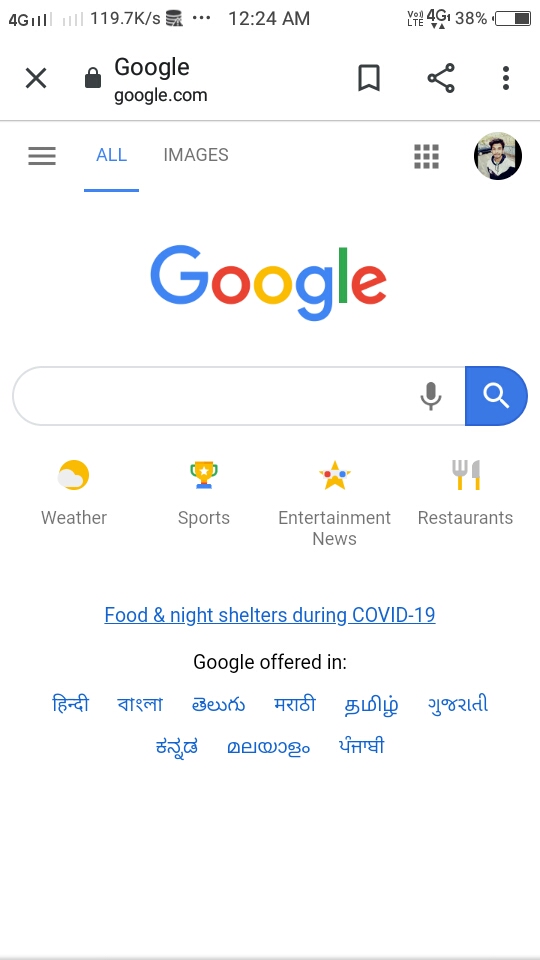 4G 119.7K/s ... 12:24 AM Vo) LTE 4G 38%
Google
google.com
ALL IMAGES
Google
Weather Sports Entertainment News Restaurants
Food & night shelters during COVID-19
Google offered in:
हिन्दी বাংলা తెలుగు मराठी தமிழ் ગુજરાતી
ಕನ್ನಡ മലയാളം ਪੰਜਾਬੀ